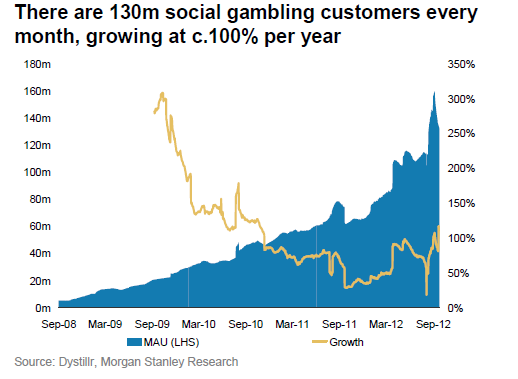 There are 130m social gambling customers every
month, growing at c.100% per year
180m 350%
160m 300%
140m 250%
120m
100m 200%
80m 150%
60m 100%
40m
20m 50%
0m 0%
Sep-08 Mar-09 Sep-09 Mar-10 Sep-10 Mar-11 Sep-11 Mar-12 Sep-12
MAU (LHS) Growth
Source: Dystillr, Morgan Stanley Research